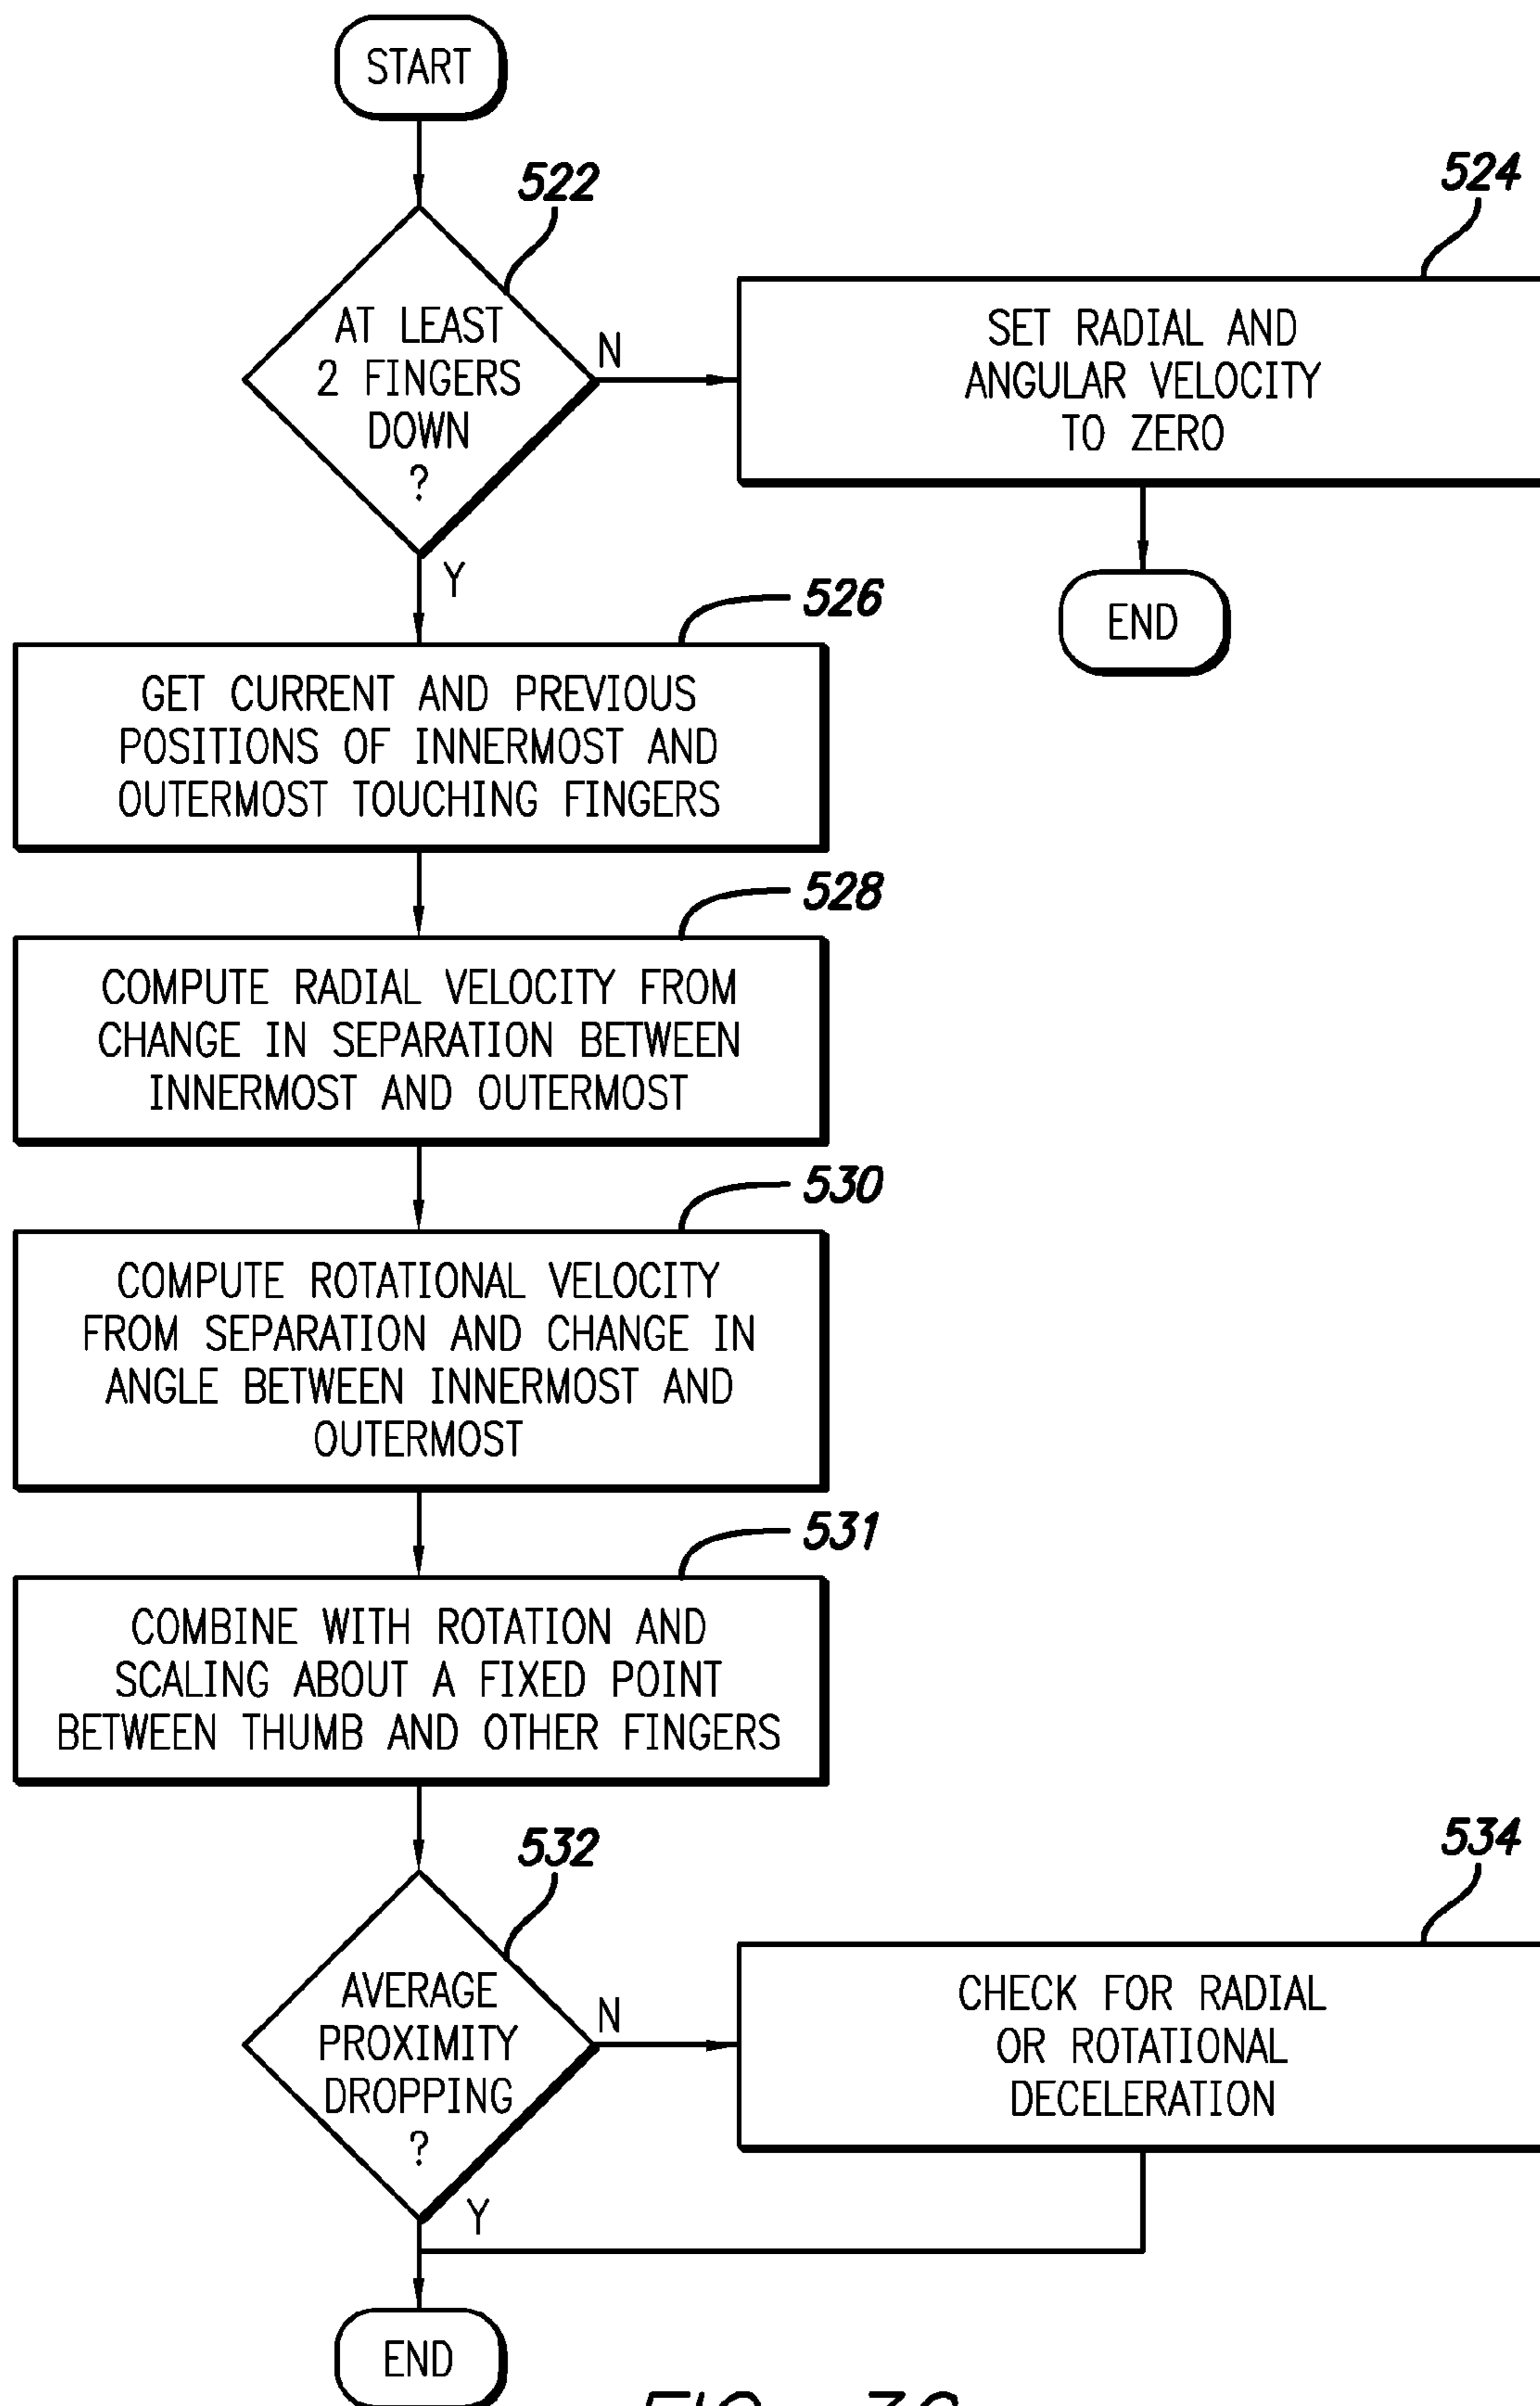 START
522
AT LEAST
2 FINGERS
DOWN
?
N
Y
524
SET RADIAL AND
ANGULAR VELOCITY
TO ZERO
END
526
GET CURRENT AND PREVIOUS
POSITIONS OF INNERMOST AND
OUTERMOST TOUCHING FINGERS
528
COMPUTE RADIAL VELOCITY FROM
CHANGE IN SEPARATION BETWEEN
INNERMOST AND OUTERMOST
530
COMPUTE ROTATIONAL VELOCITY
FROM SEPARATION AND CHANGE IN
ANGLE BETWEEN INNERMOST AND
OUTERMOST
531
COMBINE WITH ROTATION AND
SCALING ABOUT A FIXED POINT
BETWEEN THUMB AND OTHER FINGERS
532
AVERAGE
PROXIMITY
DROPPING
?
N
Y
534
CHECK FOR RADIAL
OR ROTATIONAL
DECELERATION
END